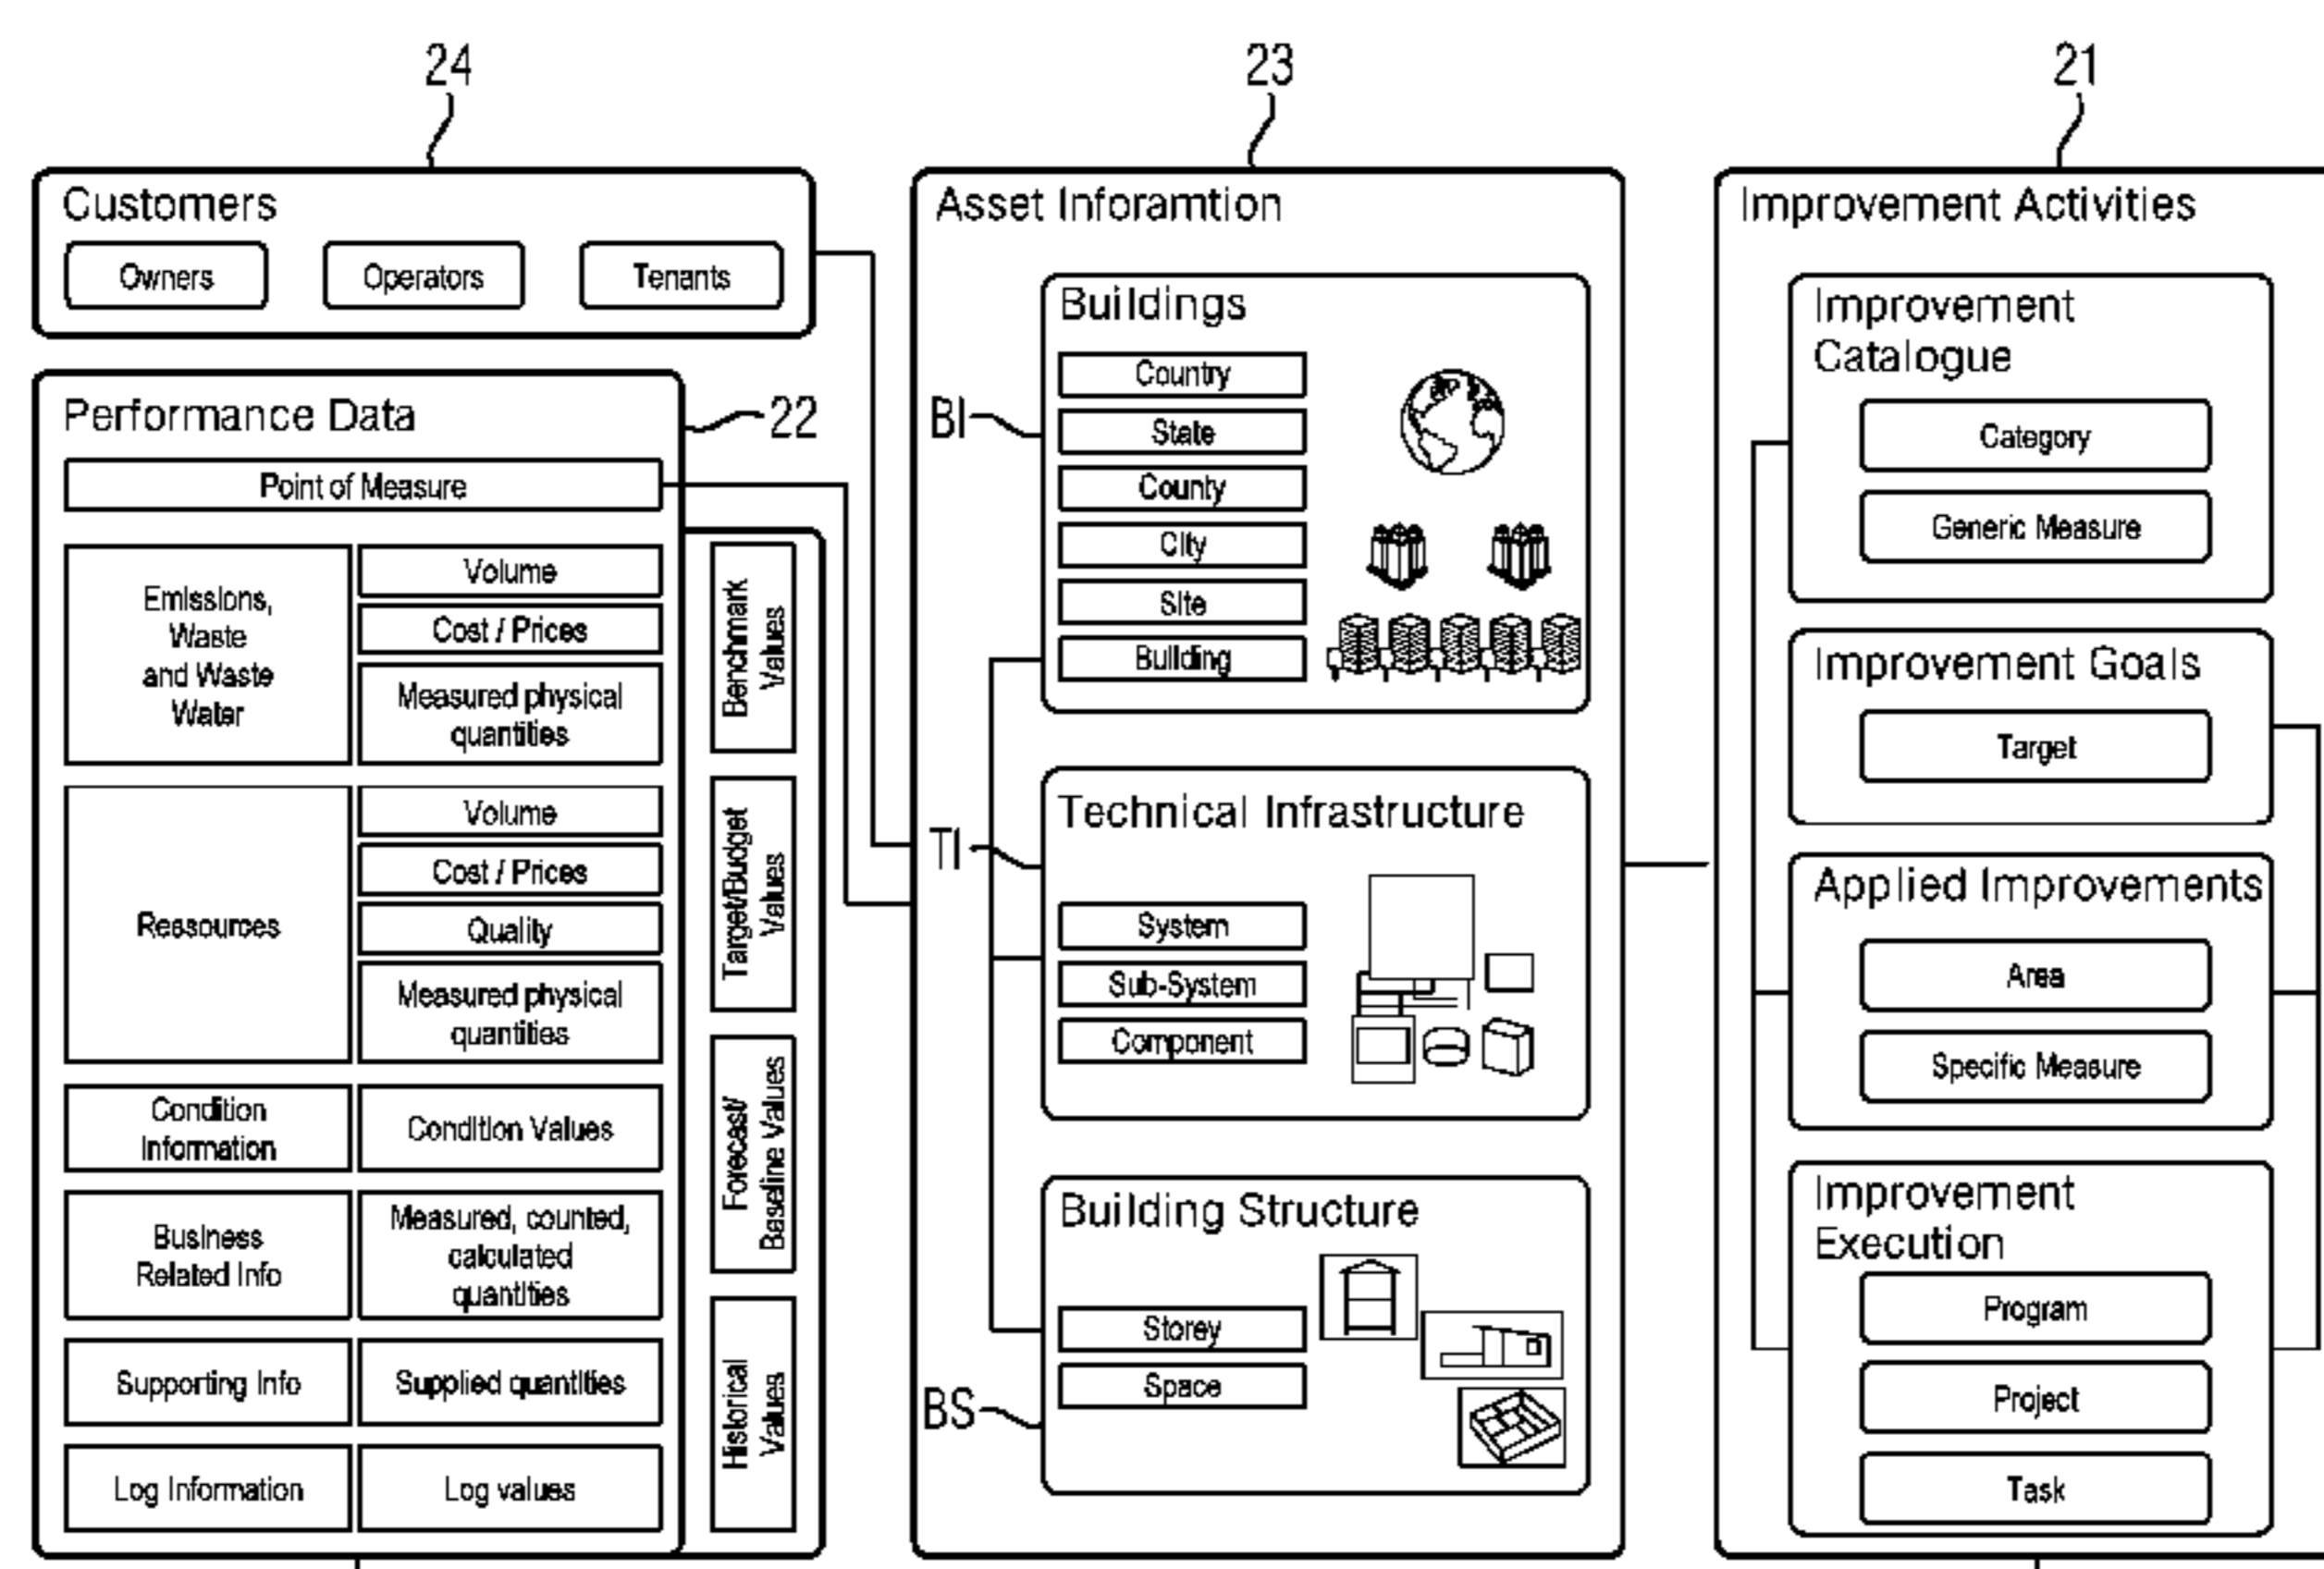 24
23
21
Customers
Owners
Operators
Tenants
Performance Data
22
Point of Measure
Emissions,
Waste
and Waste
Water
Volume
Cost / Prices
Measured physical
quantities
Ressources
Volume
Cost / Prices
Quality
Measured physical
quantities
Condition
Information
Condition Values
Business
Related Info
Measured, counted,
calculated
quantities
Supporting Info
Supplied quantities
Log Information
Log values
Benchmark
Values
Target/Budget
Values
Forecast/
Baseline Values
Historical
Values
Asset Inforamtion
BI
Buildings
Country
State
County
City
Site
Building
TI
Technical Infrastructure
System
Sub-System
Component
BS
Building Structure
Storey
Space
Improvement Activities
Improvement
Catalogue
Category
Generic Measure
Improvement Goals
Target
Applied Improvements
Area
Specific Measure
Improvement
Execution
Program
Project
Task